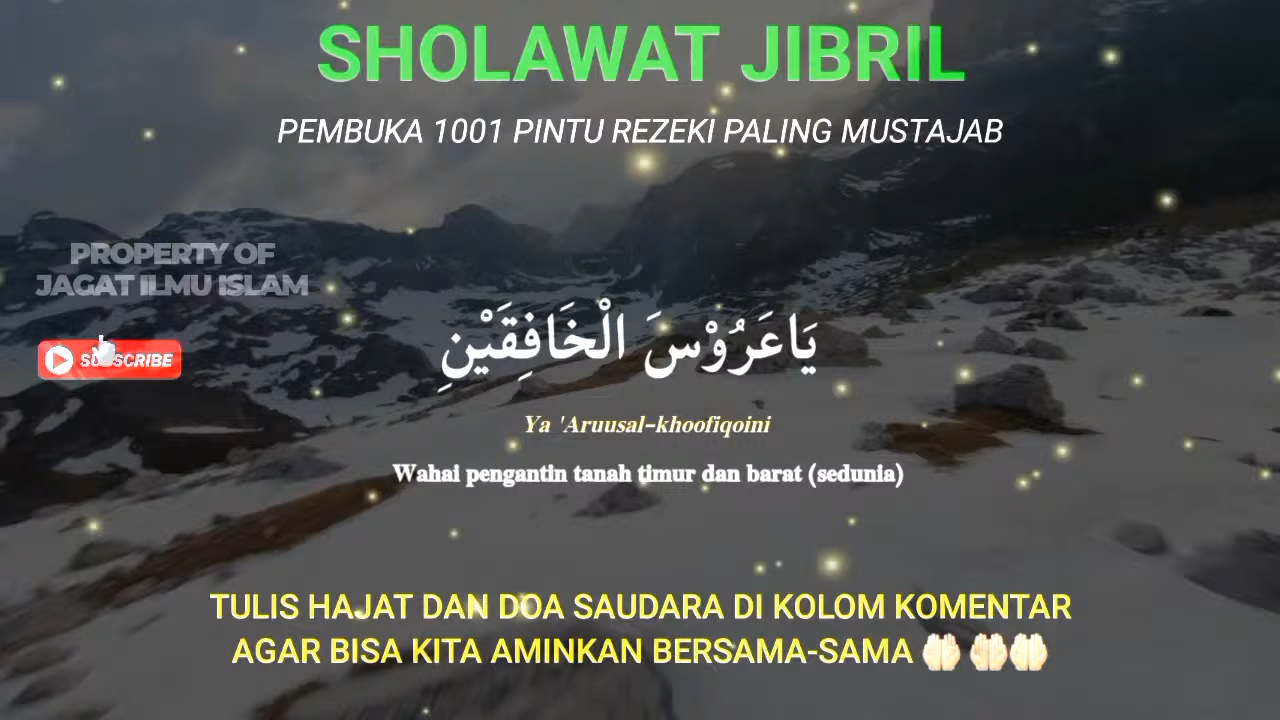 SHOLAWAT JIBRIL
PEMBUKA 1001 PINTU REZEKI PALING MUSTAJAB
PROPERTY OF
JAGAT ILMU ISLAM
يَاعَرُوْسَ الْخَافِقَيْنِ
SUBSCRIBE
Ya 'Aruusal-khoofiqoini
Wahai pengantin tanah timur dan barat (sedunia)
TULIS HAJAT DAN DOA SAUDARA DI KOLOM KOMENTAR
AGAR BISA KITA AMINKAN BERSAMA-SAMA 🤲🏻 🤲🏻🤲🏻